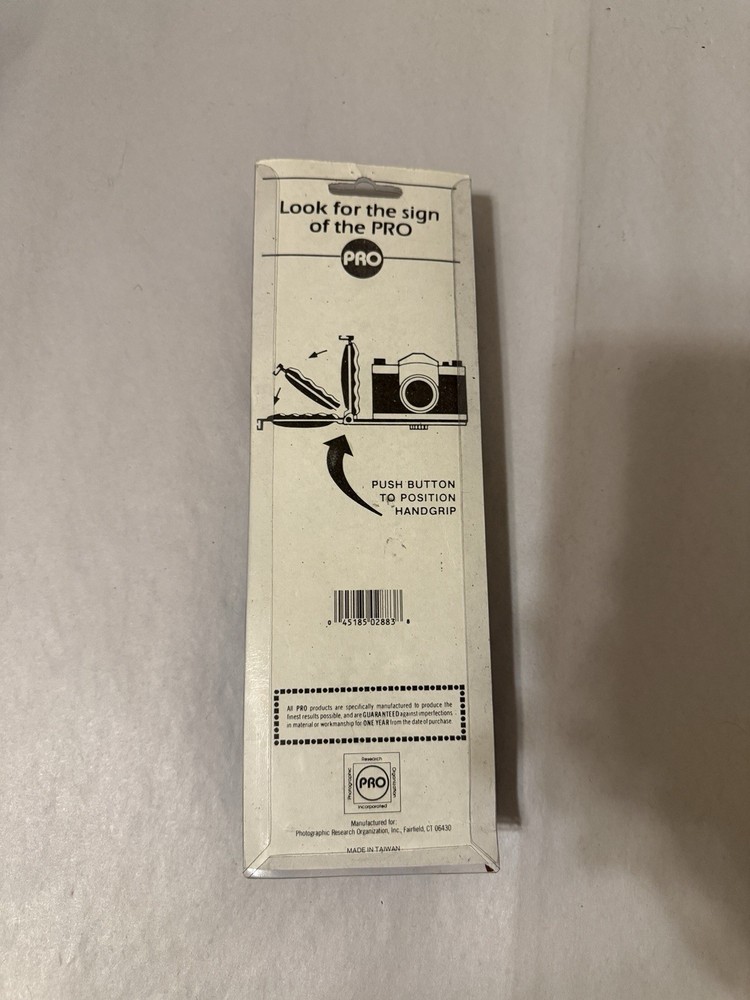 Look for the sign
of the PRO
PRO
PUSH BUTTON
TO POSITION
HANDGRIP
0 45185 02883 8
All PRO products are specifically manufactured to produce the
finest results possible, and are GUARANTEED against imperfections
in material or workmanship for ONE YEAR from the date of purchase.
Research
Photographic
PRO
Organization
Incorporated
Manufactured for:
Photographic Research Organization, Inc., Fairfield, CT 06430
MADE IN TAIWAN